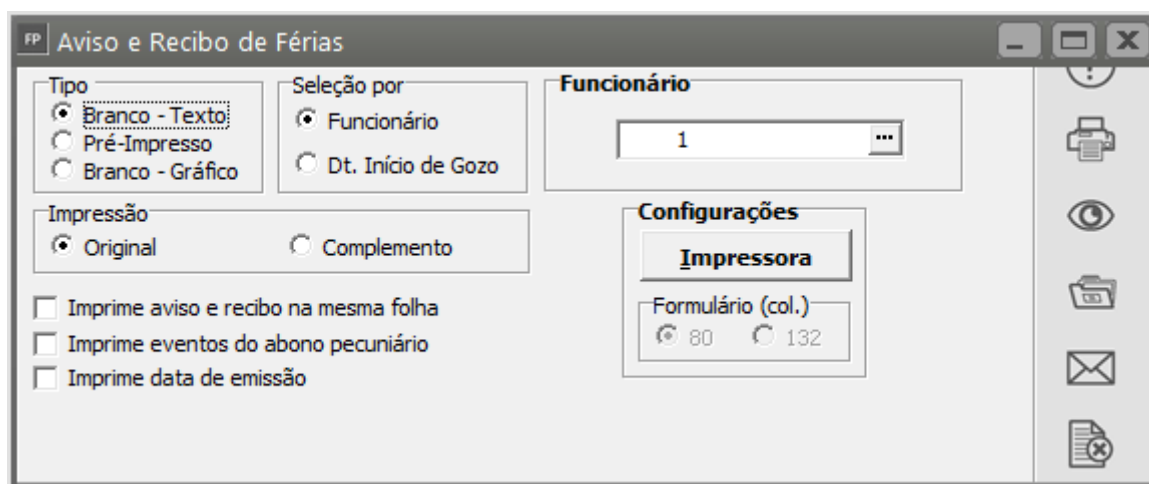 FP Aviso e Recibo de Férias
Tipo
Branco - Texto
Pré-Impresso
Branco - Gráfico
Seleção por
Funcionário
Dt. Início de Gozo
Funcionário
1
...
Impressão
Original
Complemento
Configurações
Impressora
Formulário (col.)
80
132
Imprime aviso e recibo na mesma folha
Imprime eventos do abono pecuniário
Imprime data de emissão